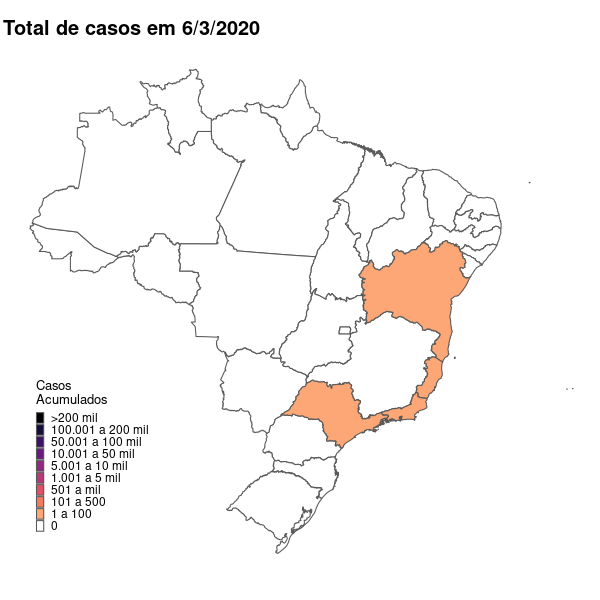 Total de casos em 6/3/2020
Casos
Acumulados
>200 mil
100.001 a 200 mil
50.001 a 100 mil
10.001 a 50 mil
5.001 a 10 mil
1.001 a 5 mil
501 a mil
101 a 500
1 a 100
0